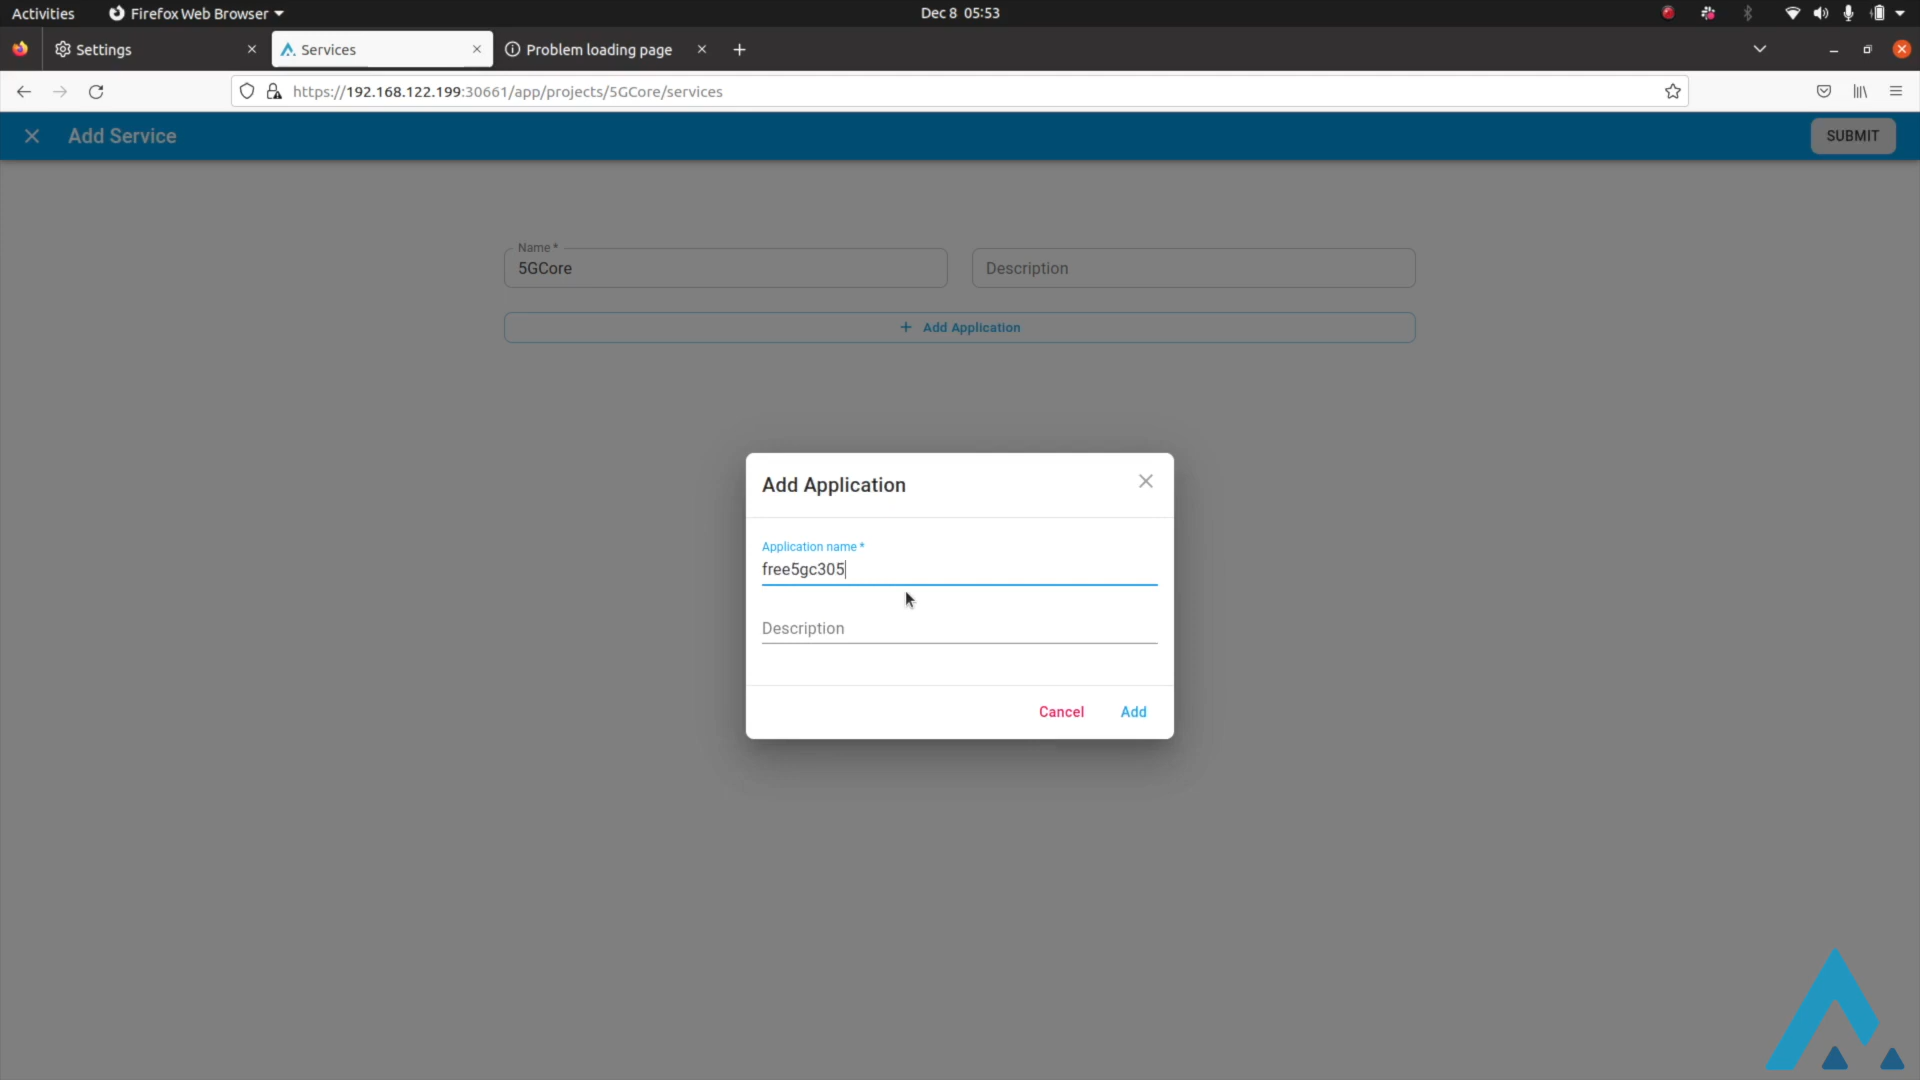 Activities Firefox Web Browser Dec 8 05:53
Settings Services Problem loading page
https://192.168.122.199:30661/app/projects/5GCore/services
Add Service SUBMIT
Name *
5GCore Description
+ Add Application
Add Application
Application name *
free5gc305
Description
Cancel Add